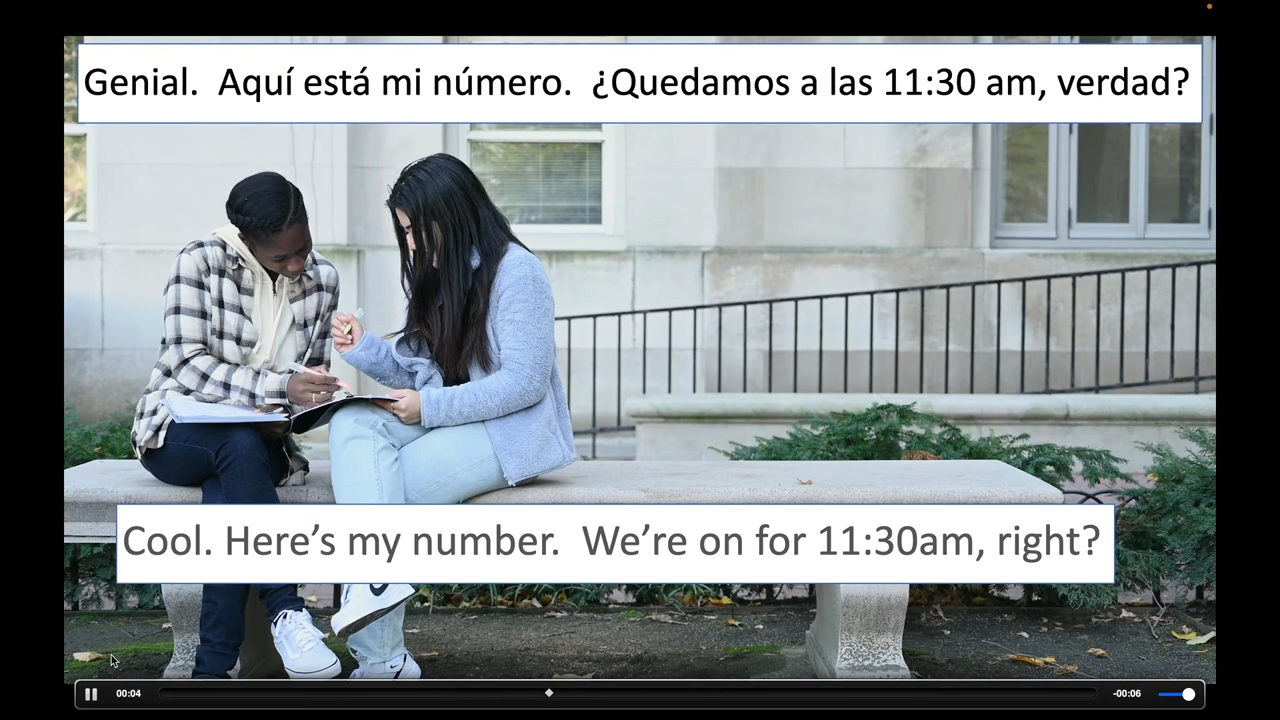 Genial.  Aquí está mi número.  ¿Quedamos a las 11:30 am, verdad?
Cool. Here’s my number.  We’re on for 11:30am, right?
00:04
-00:06